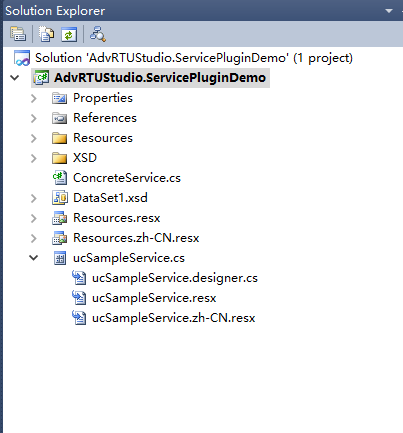 Solution Explorer
Solution 'AdvRTUStudio.ServicePluginDemo' (1 project)
AdvRTUStudio.ServicePluginDemo
Properties
References
Resources
XSD
ConcreteService.cs
DataSet1.xsd
Resources.resx
Resources.zh-CN.resx
ucSampleService.cs
ucSampleService.designer.cs
ucSampleService.resx
ucSampleService.zh-CN.resx